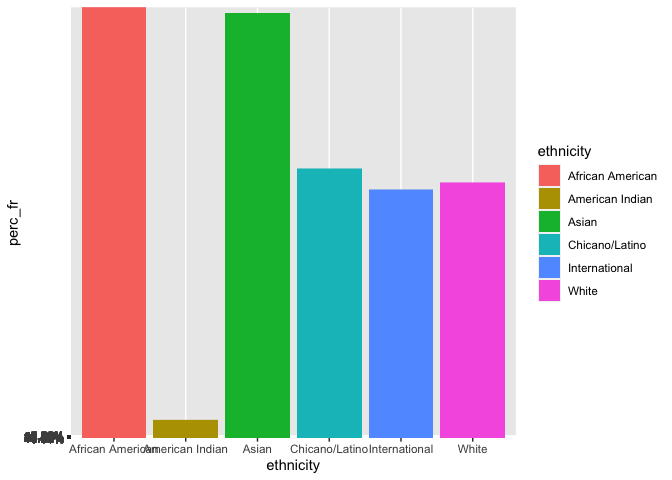 perc_fr
African American
American Indian
Asian
Chicano/Latino
International
White
ethnicity
ethnicity
African American
American Indian
Asian
Chicano/Latino
International
White